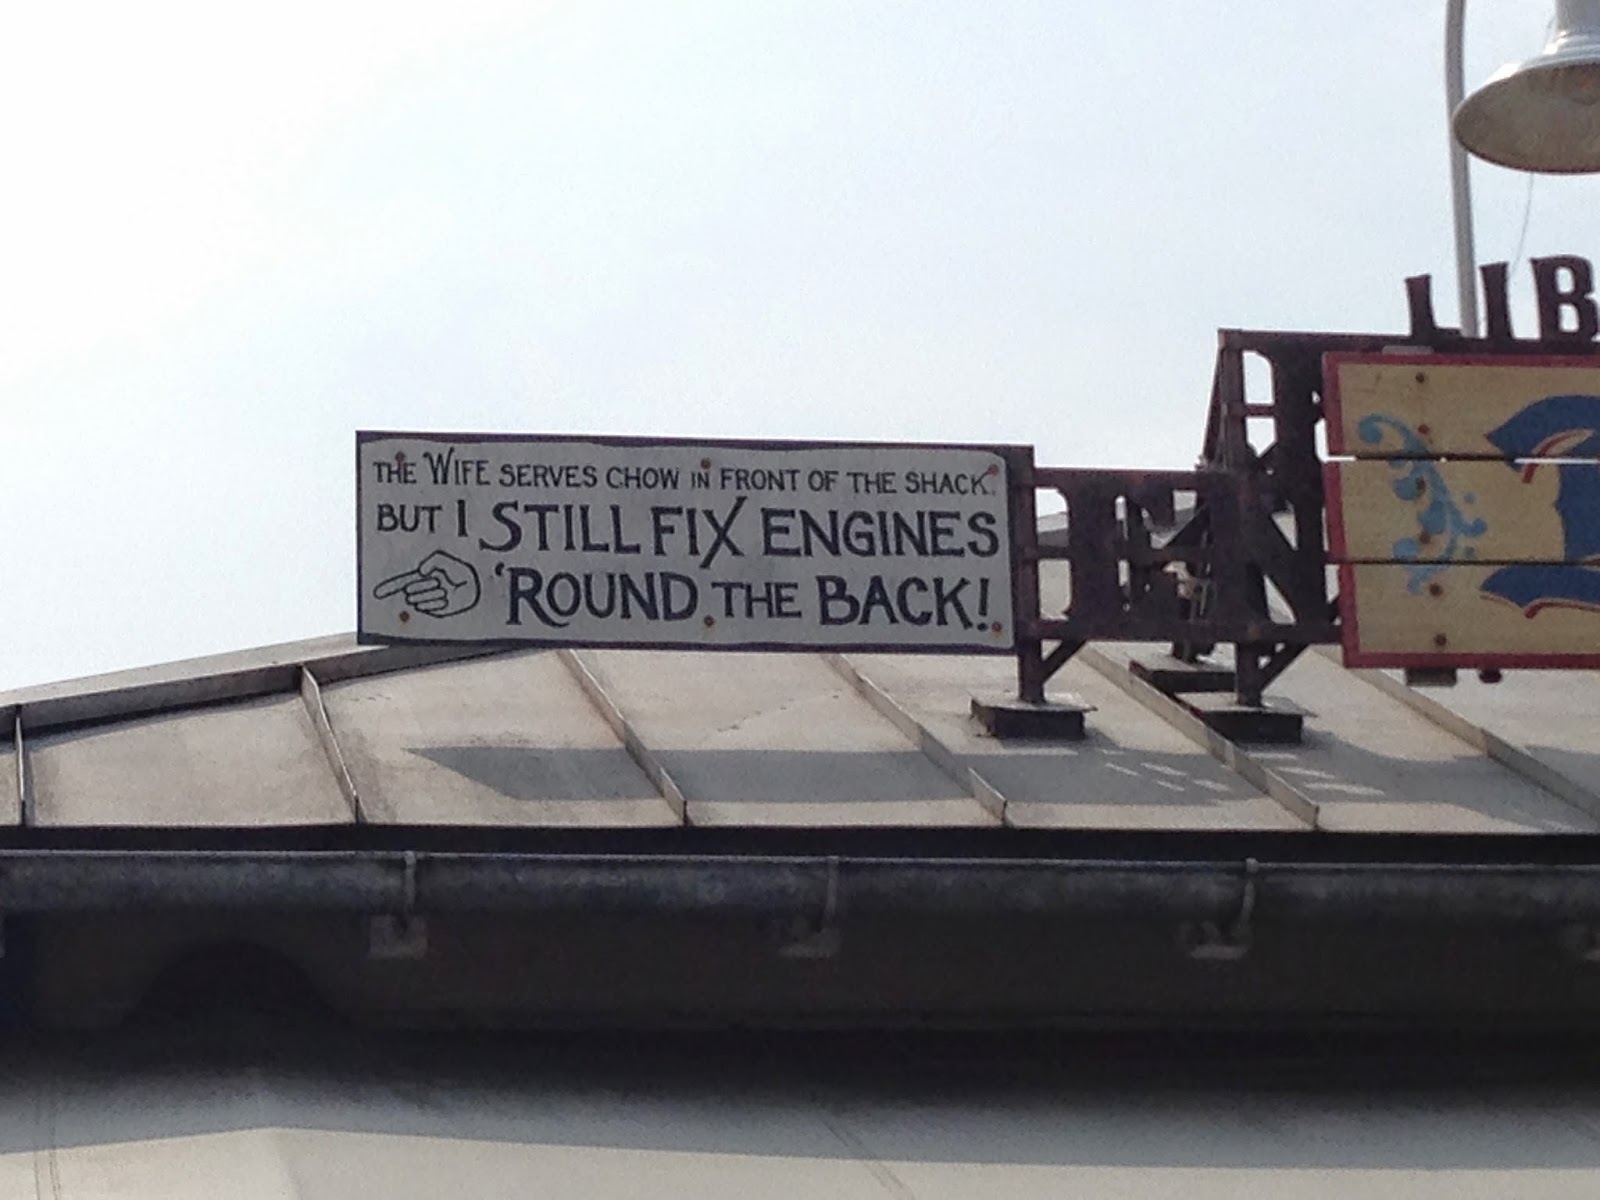 THE WIFE SERVES CHOW IN FRONT OF THE SHACK.
BUT I STILL FIX ENGINES
'ROUND THE BACK!
LIB